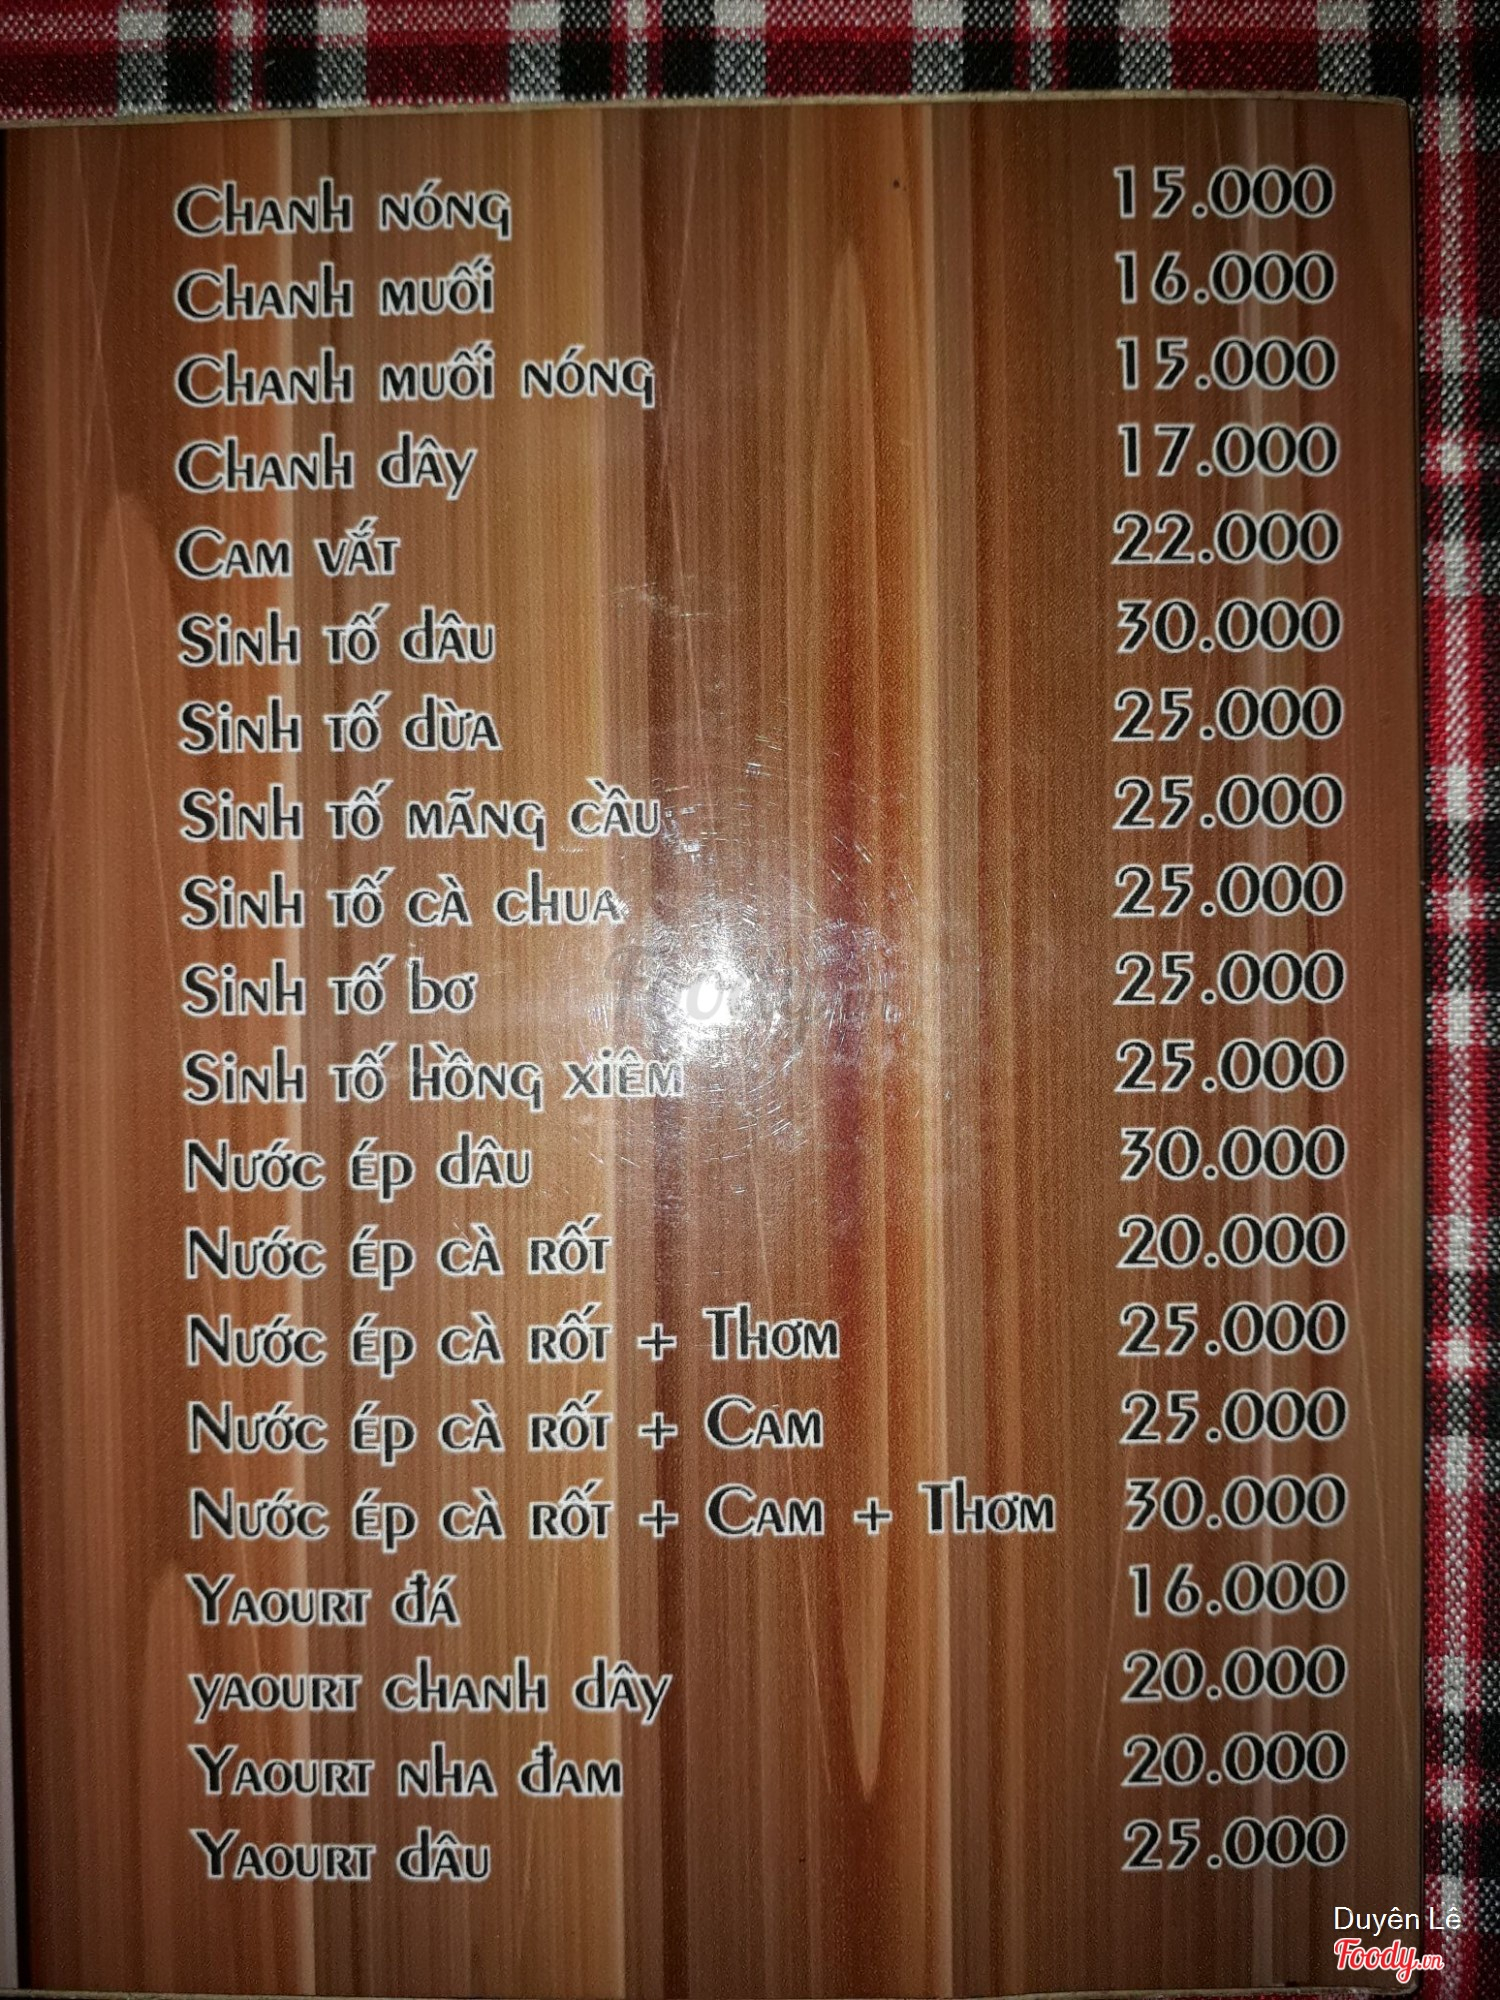 Chanh nóng 15.000
Chanh muối 16.000
Chanh muối nóng 15.000
Chanh dây 17.000
Cam vắt 22.000
Sinh tố dâu 30.000
Sinh tố dừa 25.000
Sinh tố mãng cầu 25.000
Sinh tố cà chua 25.000
Sinh tố bơ 25.000
Sinh tố hồng xiêm 25.000
Nước ép dâu 30.000
Nước ép cà rốt 20.000
Nước ép cà rốt + Thơm 25.000
Nước ép cà rốt + Cam 25.000
Nước ép cà rốt + Cam + Thơm 30.000
Yaourt đá 16.000
yaourt chanh dây 20.000
Yaourt nha đam 20.000
Yaourt dâu 25.000
Foody.vn
Duyên Lê
Foody.vn